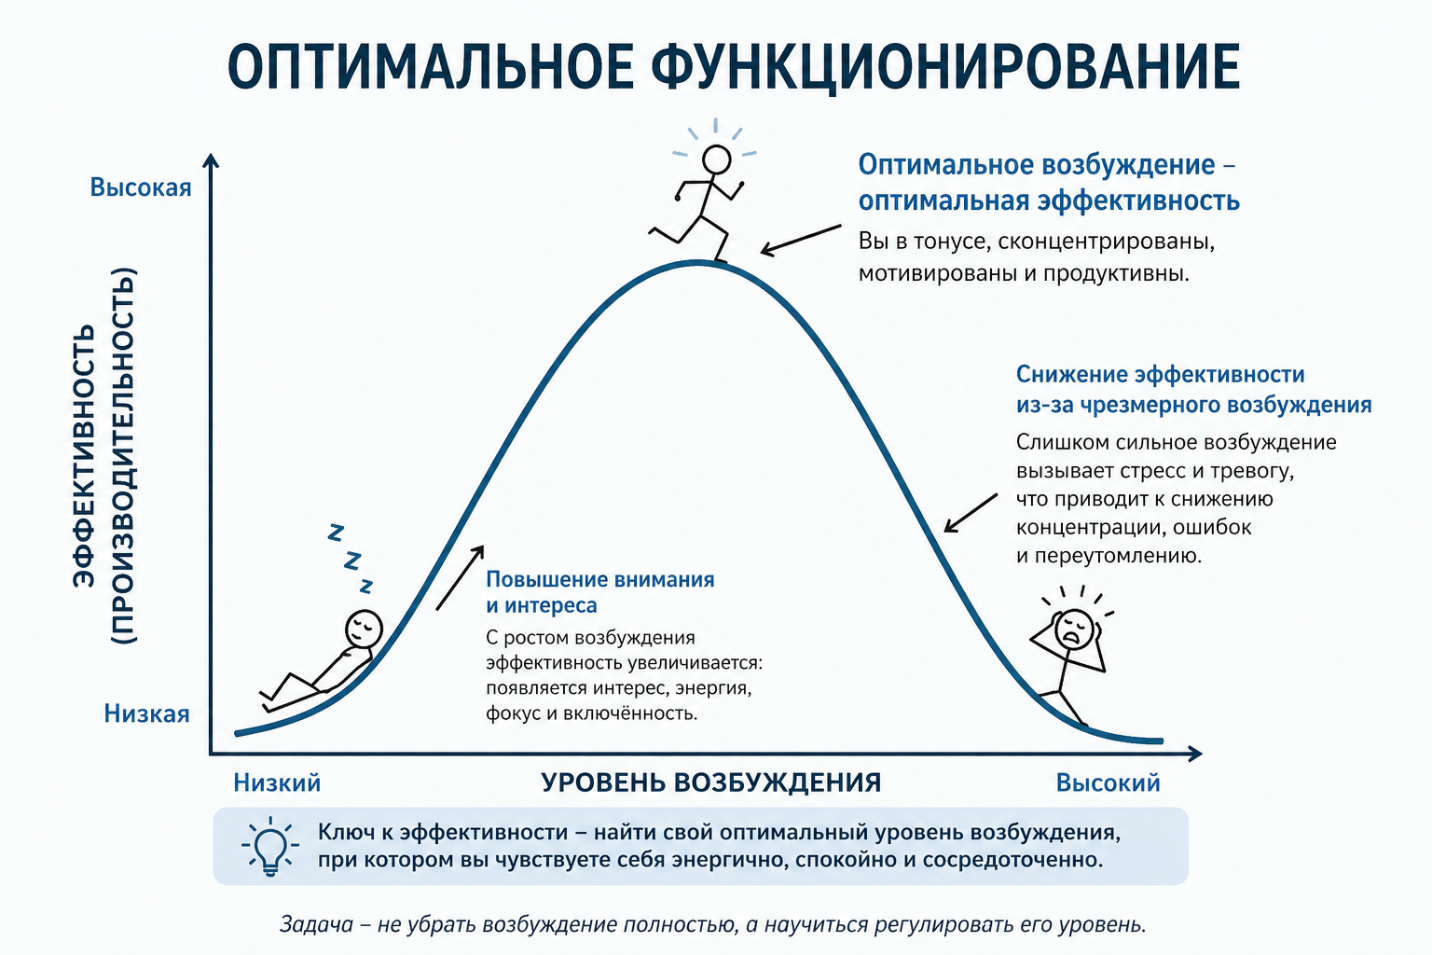 ОПТИМАЛЬНОЕ ФУНКЦИОНИРОВАНИЕ
Высокая
ЭФФЕКТИВНОСТЬ
(ПРОИЗВОДИТЕЛЬНОСТЬ)
Низкая
Оптимальное возбуждение –
оптимальная эффективность
Вы в тонусе, сконцентрированы,
мотивированы и продуктивны.
Снижение эффективности
из-за чрезмерного возбуждения
Слишком сильное возбуждение
вызывает стресс и тревогу,
что приводит к снижению
концентрации, ошибок
и переутомлению.
z
z
z
Повышение внимания
и интереса
С ростом возбуждения
эффективность увеличивается:
появляется интерес, энергия,
фокус и включённость.
Низкий
УРОВЕНЬ ВОЗБУЖДЕНИЯ
Высокий
Ключ к эффективности – найти свой оптимальный уровень возбуждения,
при котором вы чувствуете себя энергично, спокойно и сосредоточенно.
Задача – не убрать возбуждение полностью, а научиться регулировать его уровень.